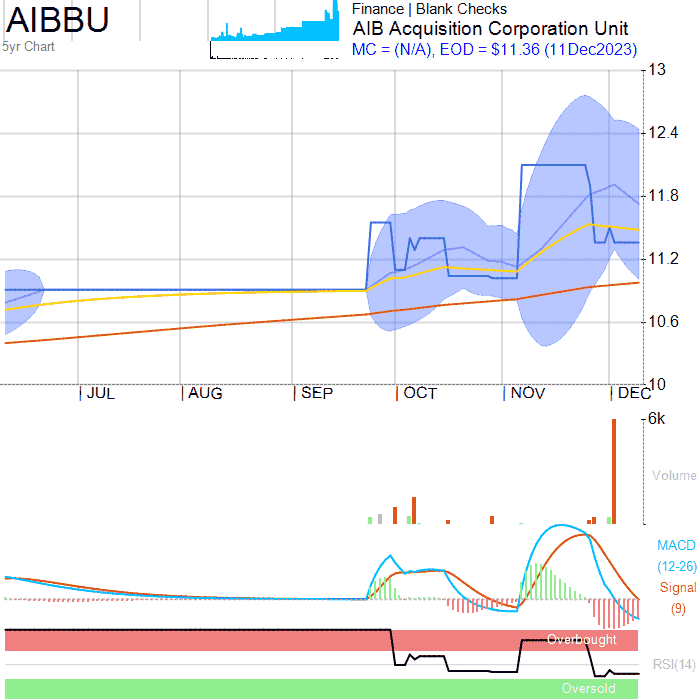 AIBBU
5yr Chart
Finance | Blank Checks
AIB Acquisition Corporation Unit
MC = (N/A), EOD = $11.36 (11Dec2023)
13
12.4
11.8
11.2
10.6
10
JUL AUG SEP OCT NOV DEC
6k
Volume
MACD
(12-26)
Signal
(9)
Overbought
RSI(14)
Oversold